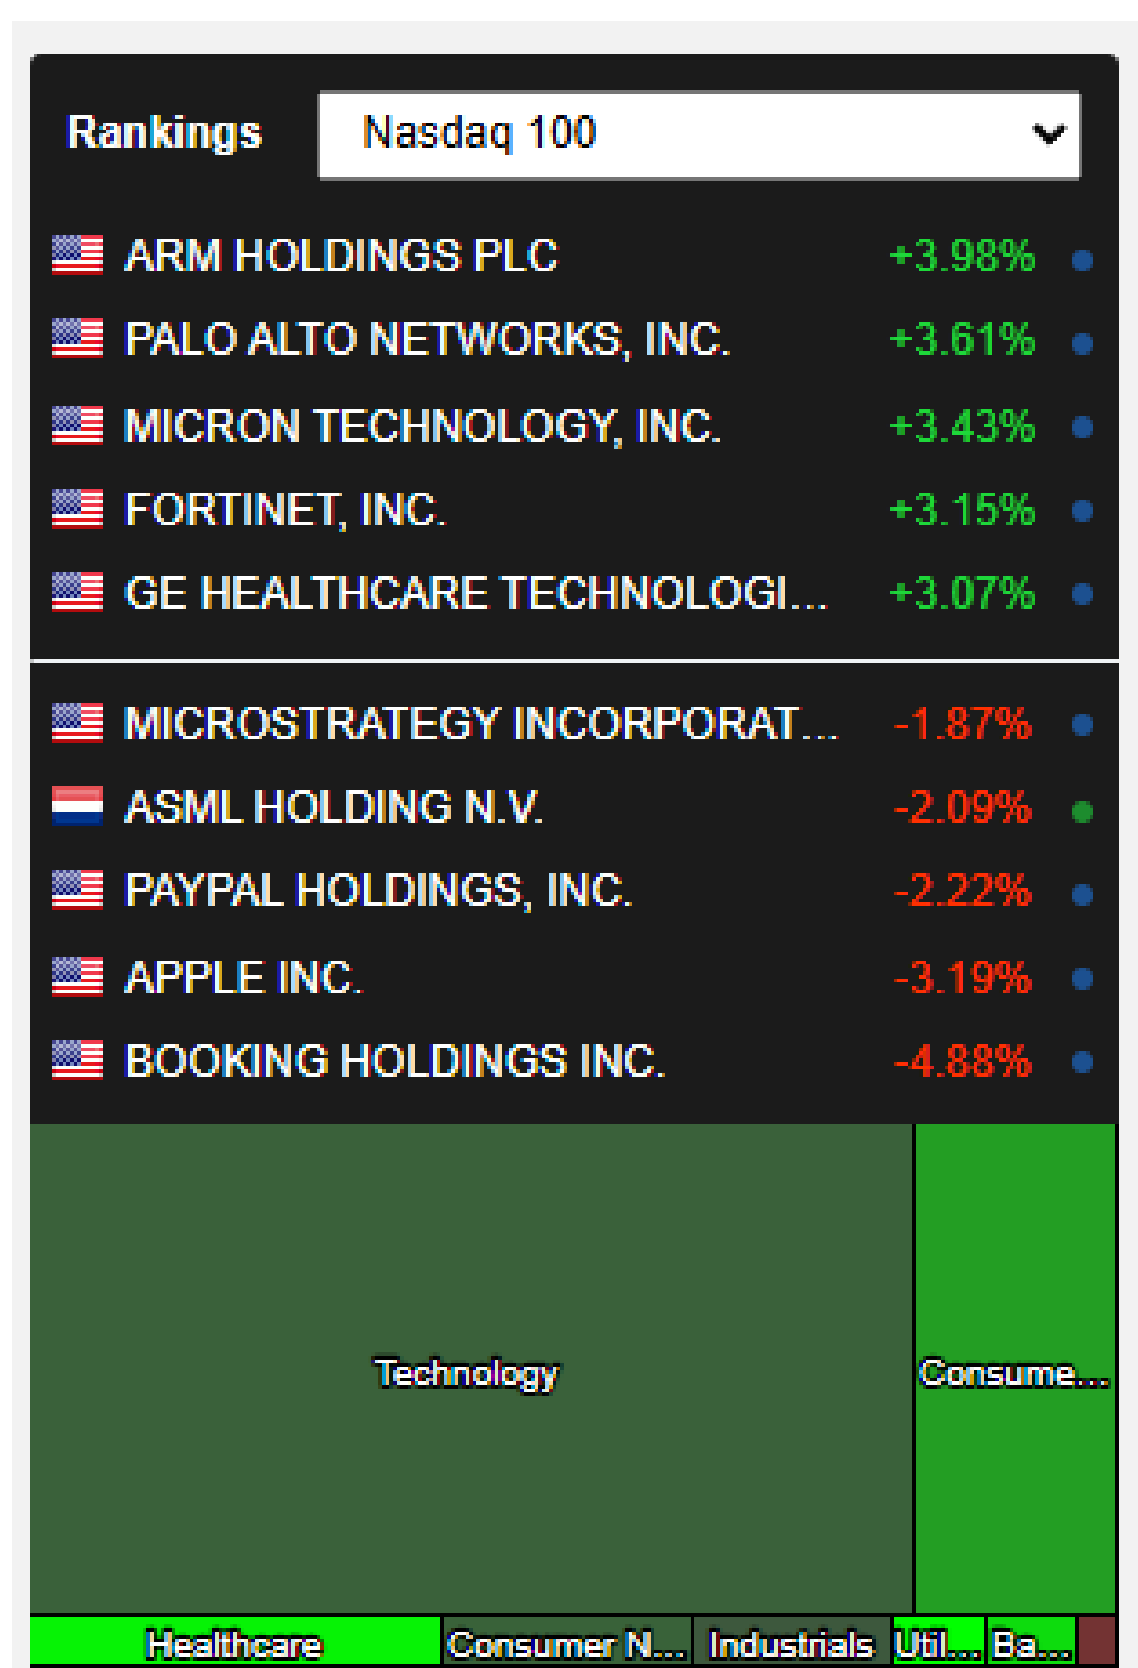 Rankings Nasdaq 100
ARM HOLDINGS PLC +3.98%
PALO ALTO NETWORKS, INC. +3.61%
MICRON TECHNOLOGY, INC. +3.43%
FORTINET, INC. +3.15%
GE HEALTHCARE TECHNOLOGI... +3.07%
MICROSTRATEGY INCORPORAT... -1.87%
ASML HOLDING N.V. -2.09%
PAYPAL HOLDINGS, INC. -2.22%
APPLE INC. -3.19%
BOOKING HOLDINGS INC. -4.88%
Technology Consume...
Healthcare Consumer N... Industrials Util... Ba...